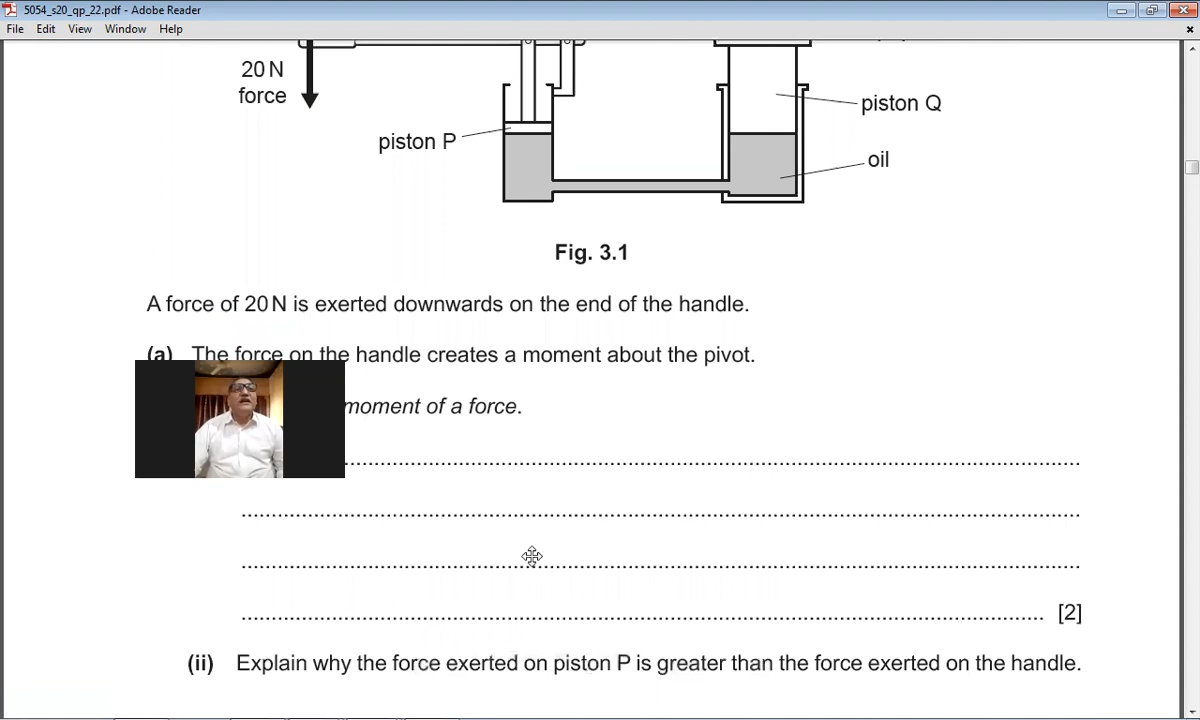 5054_s20_qp_22.pdf - Adobe Reader
File Edit View Window Help
20 N
force
piston P
piston Q
oil
Fig. 3.1
A force of 20 N is exerted downwards on the end of the handle.
(a) The force on the handle creates a moment about the pivot.
moment of a force.
[2]
(ii) Explain why the force exerted on piston P is greater than the force exerted on the handle.